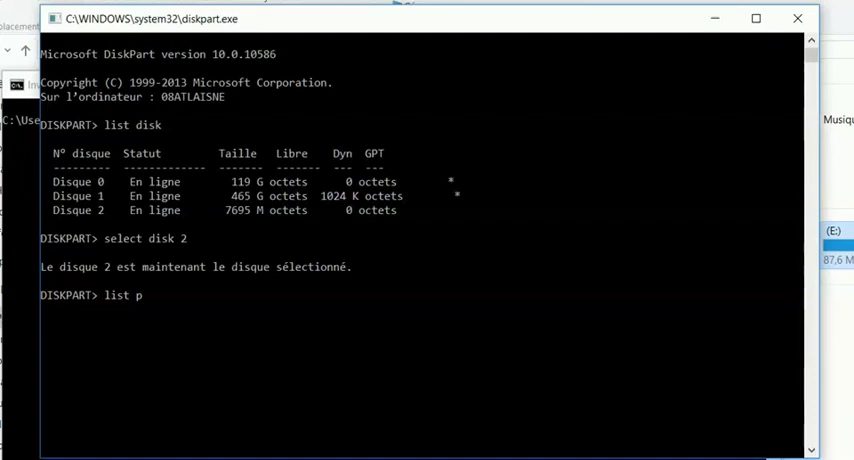 C:\WINDOWS\system32\diskpart.exe
placement
Microsoft DiskPart version 10.0.10586
Copyright (C) 1999-2013 Microsoft Corporation.
Sur l'ordinateur : 08ATLAISNE
C:\Use
Musiqu
DISKPART> list disk
N° disque Statut Taille Libre Dyn GPT
--------- ------------- ------- ------- --- ---
Disque 0 En ligne 119 G octets 0 octets *
Disque 1 En ligne 465 G octets 1024 K octets *
Disque 2 En ligne 7695 M octets 0 octets
(E:)
DISKPART> select disk 2
87,6 M
Le disque 2 est maintenant le disque sélectionné.
DISKPART> list p